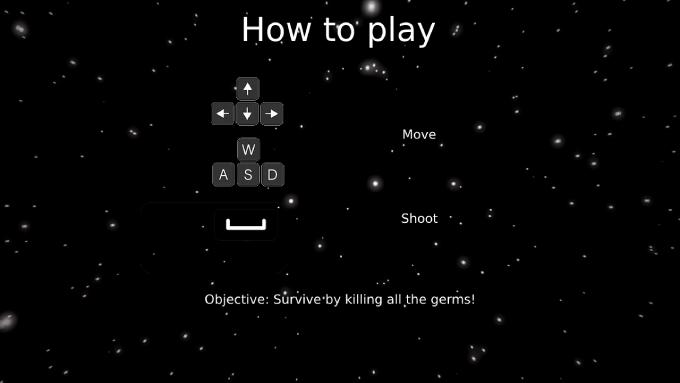 How to play
W
A S D
Move
Shoot
Objective: Survive by killing all the germs!